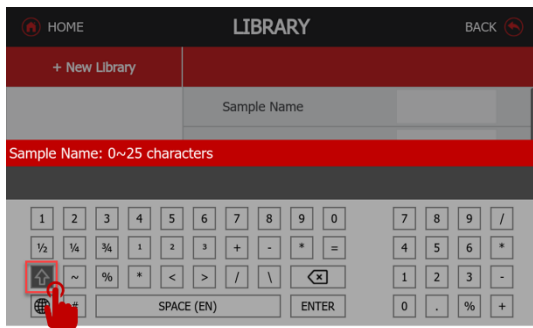 HOME LIBRARY BACK
+ New Library
Sample Name
Sample Name: 0~25 characters
1 2 3 4 5 6 7 8 9 0 7 8 9 /
½ ¼ ¾ ¹ ² ³ + - * = 4 5 6 *
~ % * < > / \ 1 2 3 -
# SPACE (EN) ENTER 0 . % +